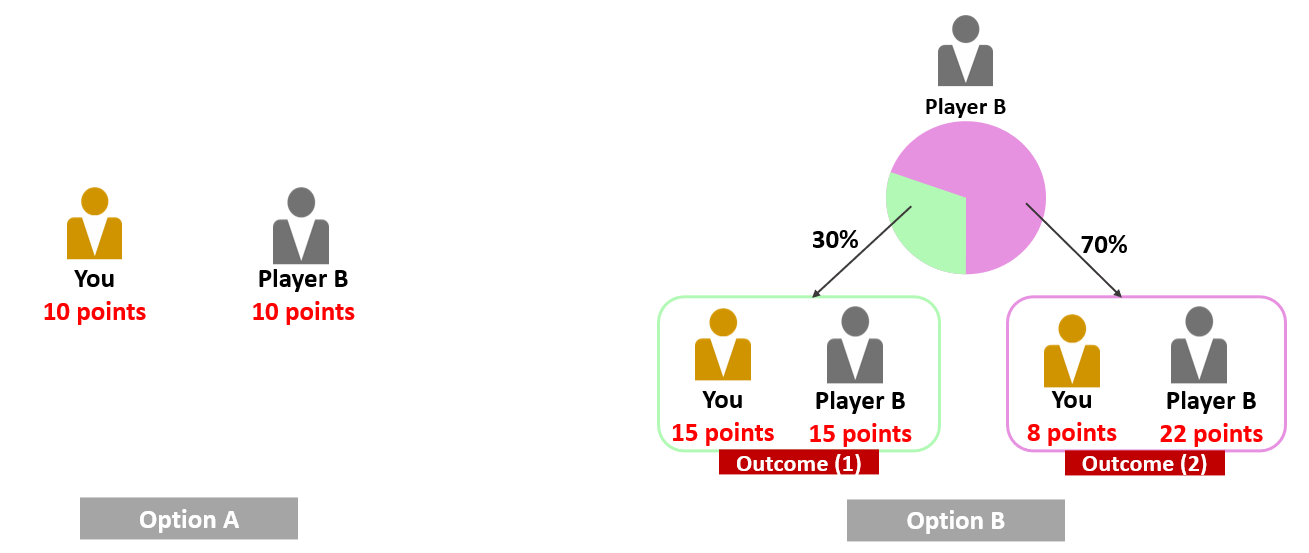 Player B
30%
70%
You
Player B
10 points
10 points
You
Player B
15 points
15 points
Outcome (1)
You
Player B
8 points
22 points
Outcome (2)
Option A
Option B